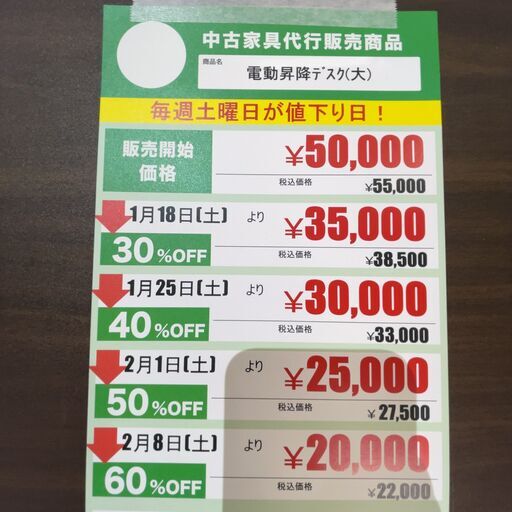 中古家具代行販売商品
商品名
電動昇降ﾃﾞｽｸ(大)
毎週土曜日が値下り日！
販売開始
価格
¥50,000
税込価格 ¥55,000
1月18日(土) より
30%OFF
¥35,000
税込価格 ¥38,500
1月25日(土) より
40%OFF
¥30,000
税込価格 ¥33,000
2月1日(土) より
50%OFF
¥25,000
税込価格 ¥27,500
2月8日(土) より
60%OFF
¥20,000
税込価格 ¥22,000